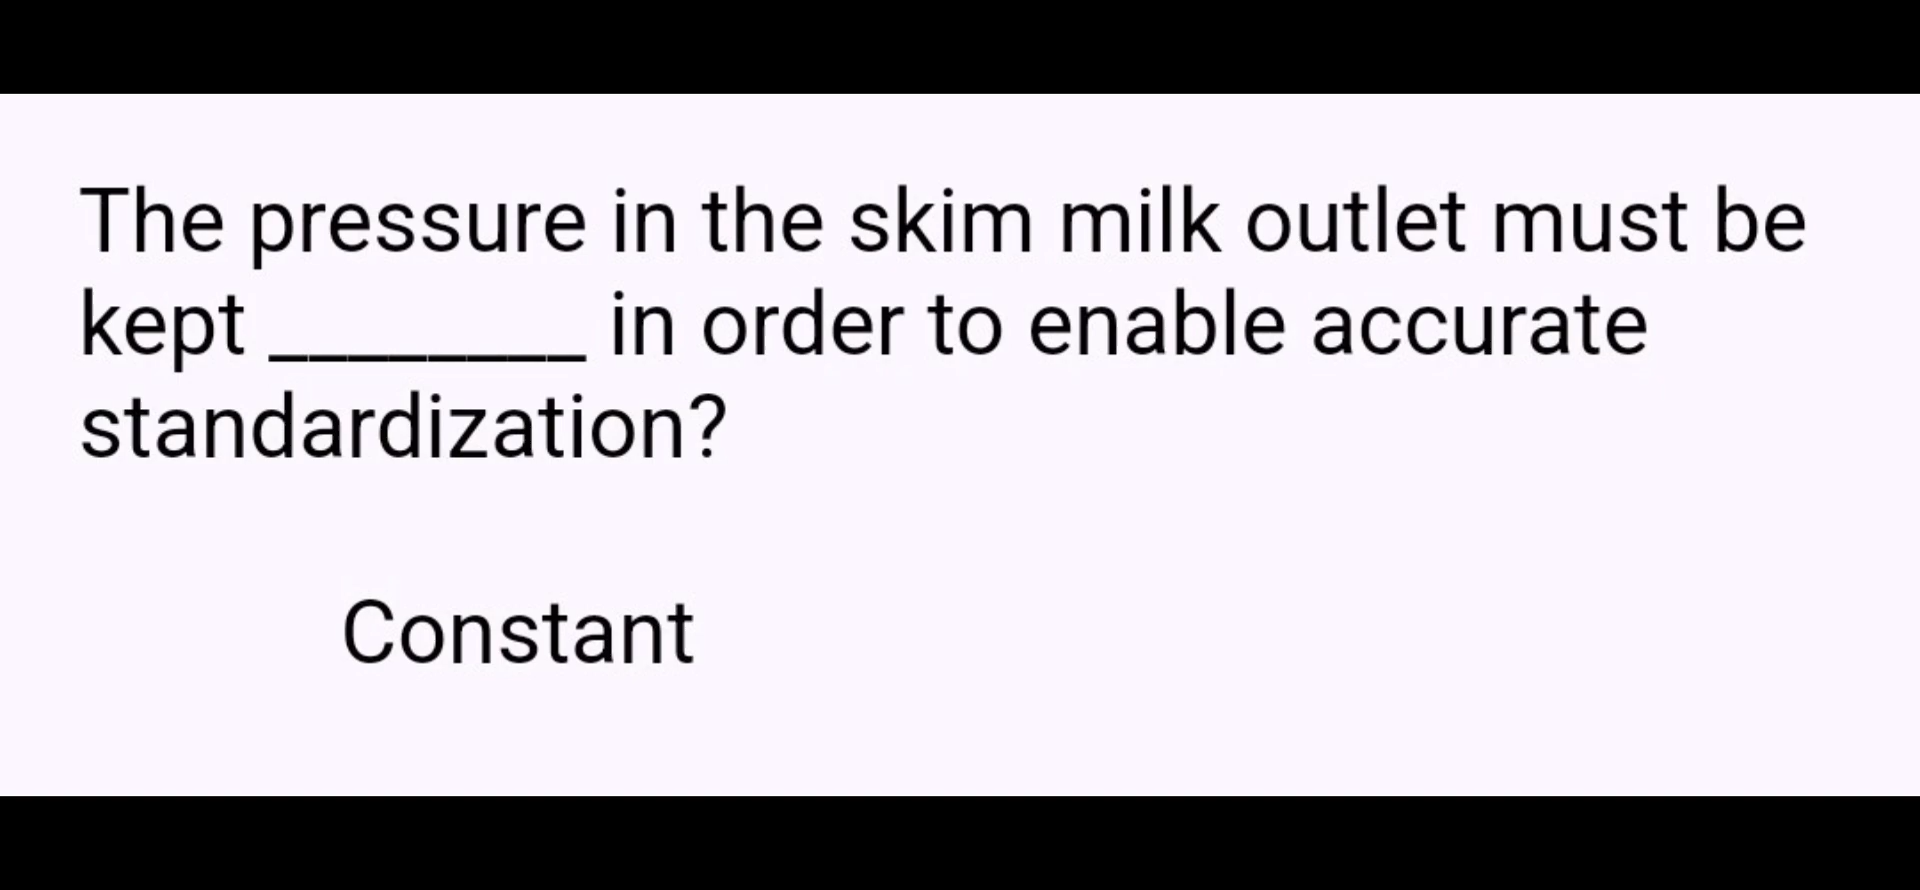 The pressure in the skim milk outlet must be
kept ________ in order to enable accurate
standardization?
Constant